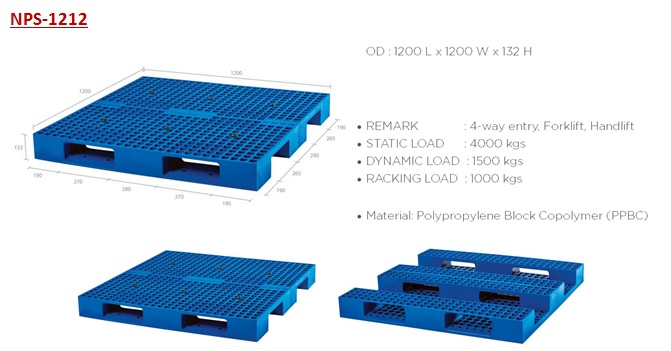 NPS-1212
OD : 1200 L x 1200 W x 132 H
1200
1200
132
190
270
280
270
190
190
265
290
265
190
• REMARK : 4-way entry, Forklift, Handlift
• STATIC LOAD : 4000 kgs
• DYNAMIC LOAD : 1500 kgs
• RACKING LOAD : 1000 kgs
• Material: Polypropylene Block Copolymer (PPBC)